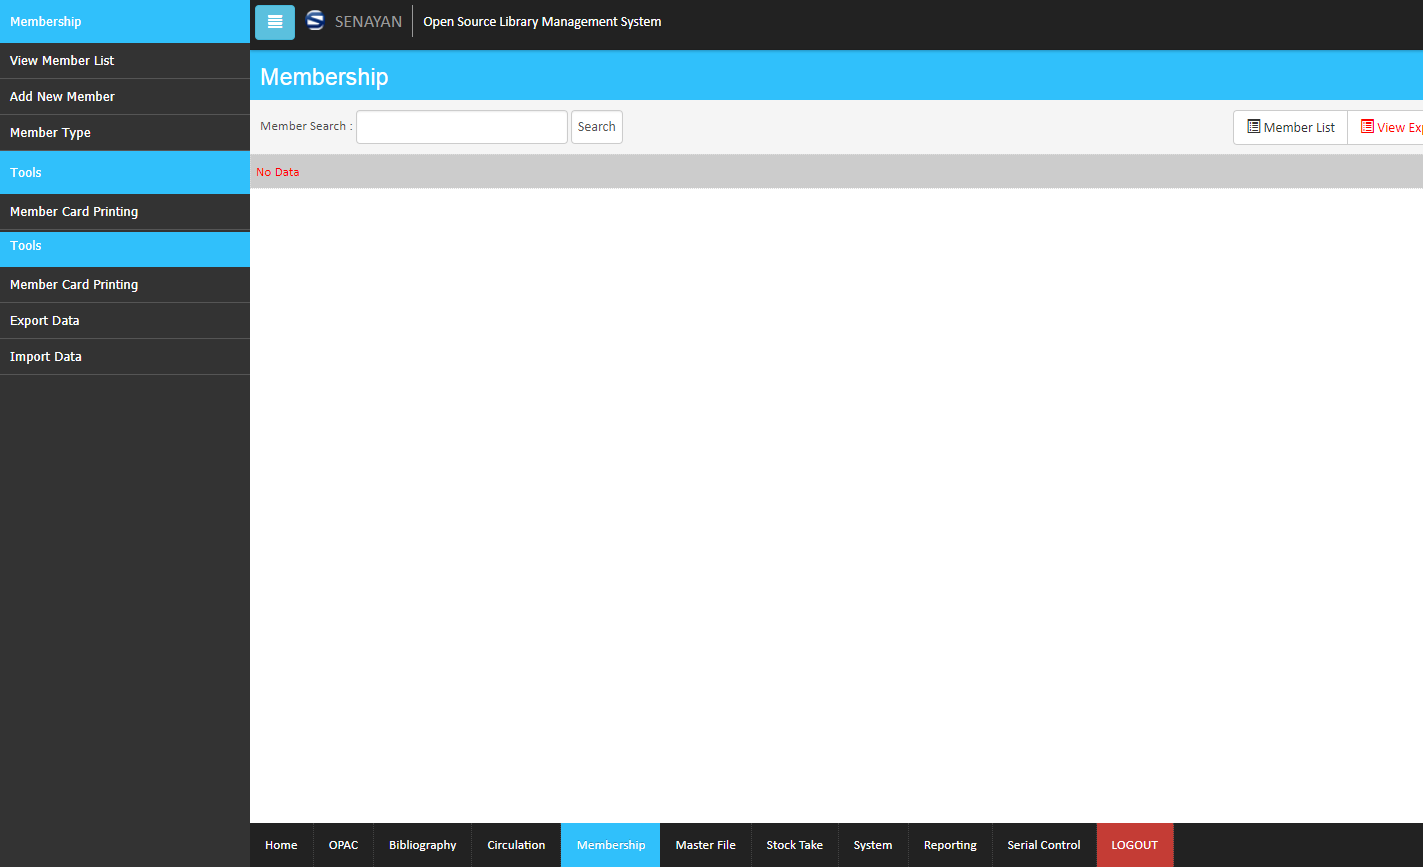 Membership
View Member List
Add New Member
Member Type
Tools
Member Card Printing
Tools
Member Card Printing
Export Data
Import Data
SENAYAN Open Source Library Management System
Membership
Member Search : Search Member List View Exp
No Data
Home OPAC Bibliography Circulation Membership Master File Stock Take System Reporting Serial Control LOGOUT